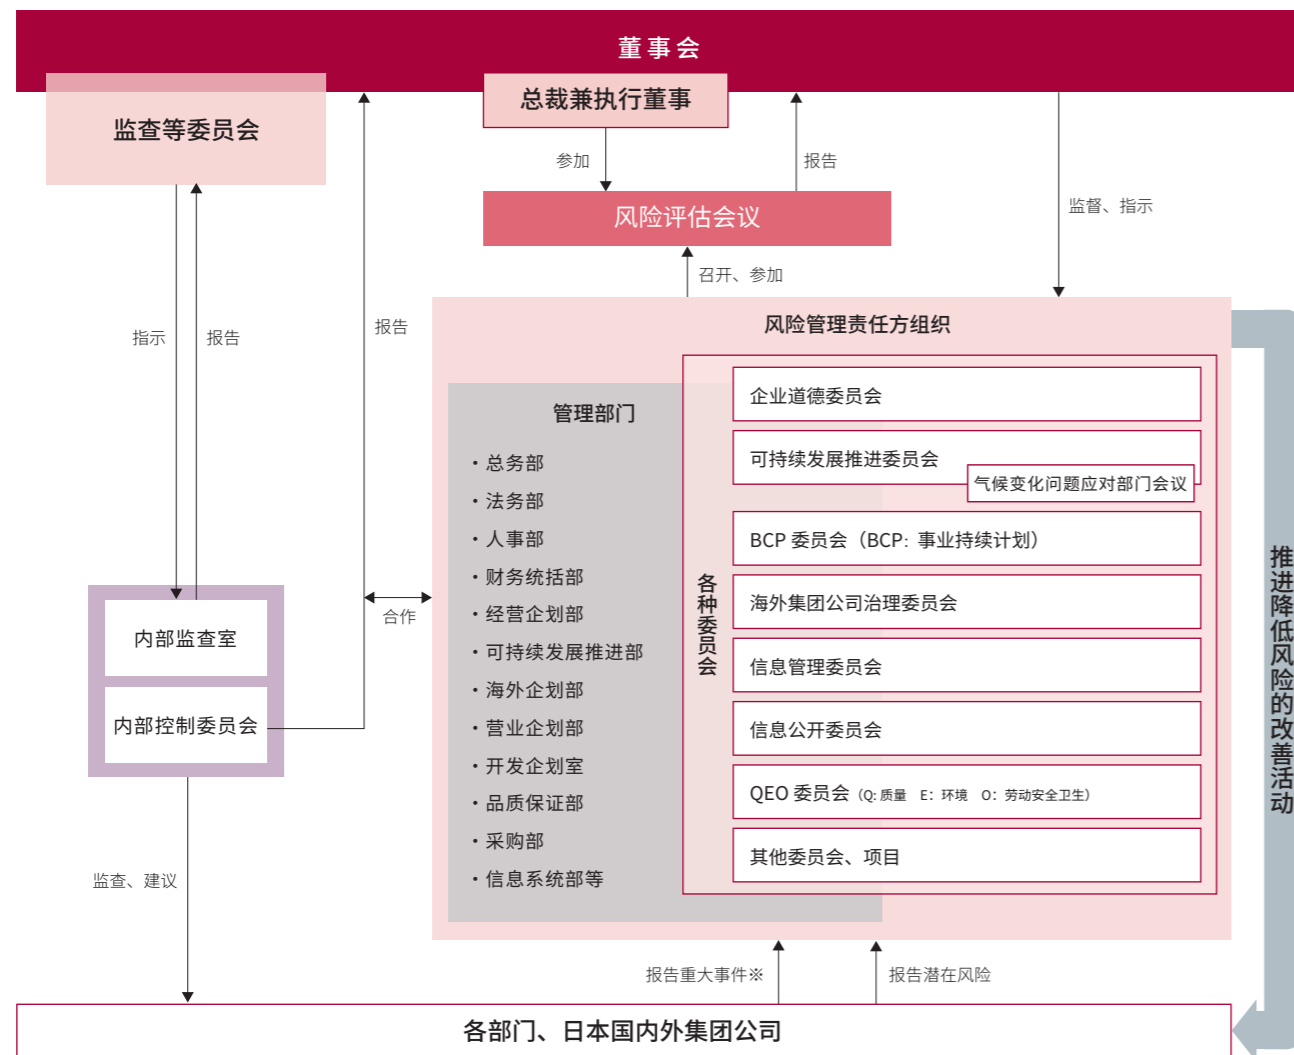 董事会
监查等委员会
总裁兼执行董事
参加
报告
风险评估会议
监督、指示
召开、参加
指示
报告
报告
风险管理责任方组织
管理部门
・总务部
・法务部
・人事部
・财务统括部
・经营企划部
・可持续发展推进部
・海外企划部
・营业企划部
・开发企划室
・品质保证部
・采购部
・信息系统部等
各种委员会
企业道德委员会
可持续发展推进委员会
气候变化问题应对部门会议
BCP 委员会（BCP：事业持续计划）
海外集团公司治理委员会
信息管理委员会
信息公开委员会
QEO 委员会（Q: 质量　E：环境　O：劳动安全卫生）
其他委员会、项目
合作
内部监查室
内部控制委员会
推进降低风险的改善活动
监查、建议
报告重大事件※
报告潜在风险
各部门、日本国内外集团公司